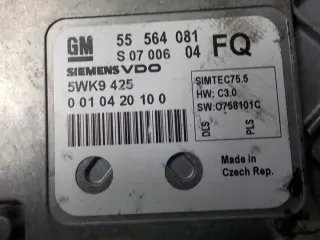 GM 55 564 081
S 07 006 04 FQ
SIEMENS VDO
5WK9 425
0 01 04 20 10 0
SIMTEC75.5
HW; C3.0
SW:O758101C
DLS
PLS
Made in
Czech Rep.